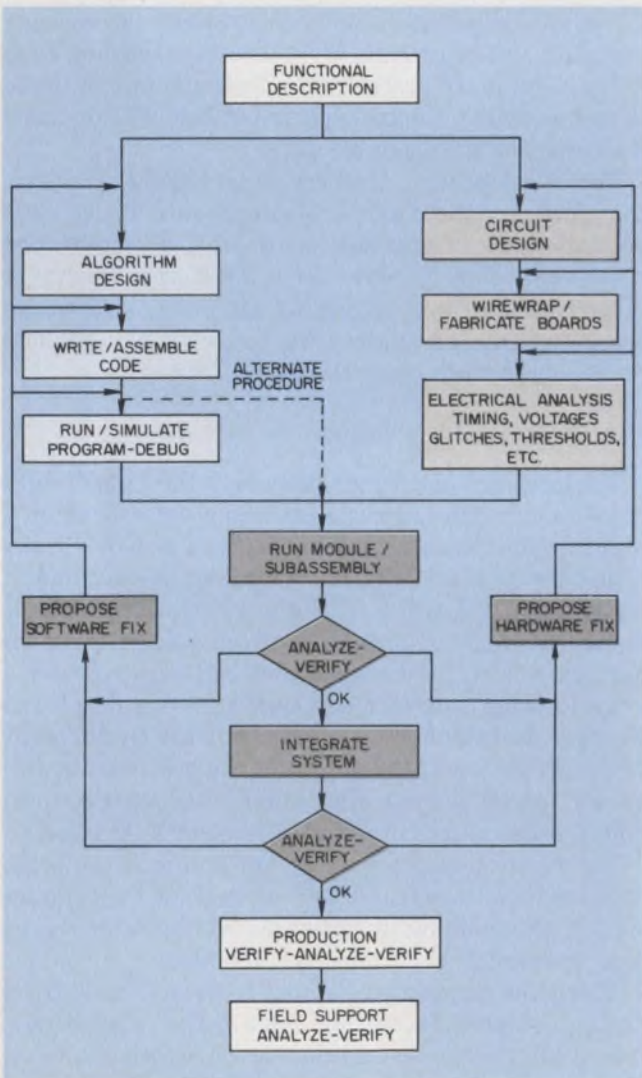 FUNCTIONAL
DESCRIPTION
ALGORITHM
DESIGN
WRITE/ASSEMBLE
CODE
ALTERNATE
PROCEDURE
RUN/SIMULATE
PROGRAM-DEBUG
CIRCUIT
DESIGN
WIREWRAP/
FABRICATE BOARDS
ELECTRICAL ANALYSIS
TIMING, VOLTAGES
GLITCHES, THRESHOLDS,
ETC.
RUN MODULE/
SUBASSEMBLY
PROPOSE
SOFTWARE FIX
PROPOSE
HARDWARE FIX
ANALYZE-
VERIFY
OK
INTEGRATE
SYSTEM
ANALYZE-
VERIFY
OK
PRODUCTION
VERIFY-ANALYZE-VERIFY
FIELD SUPPORT
ANALYZE-VERIFY